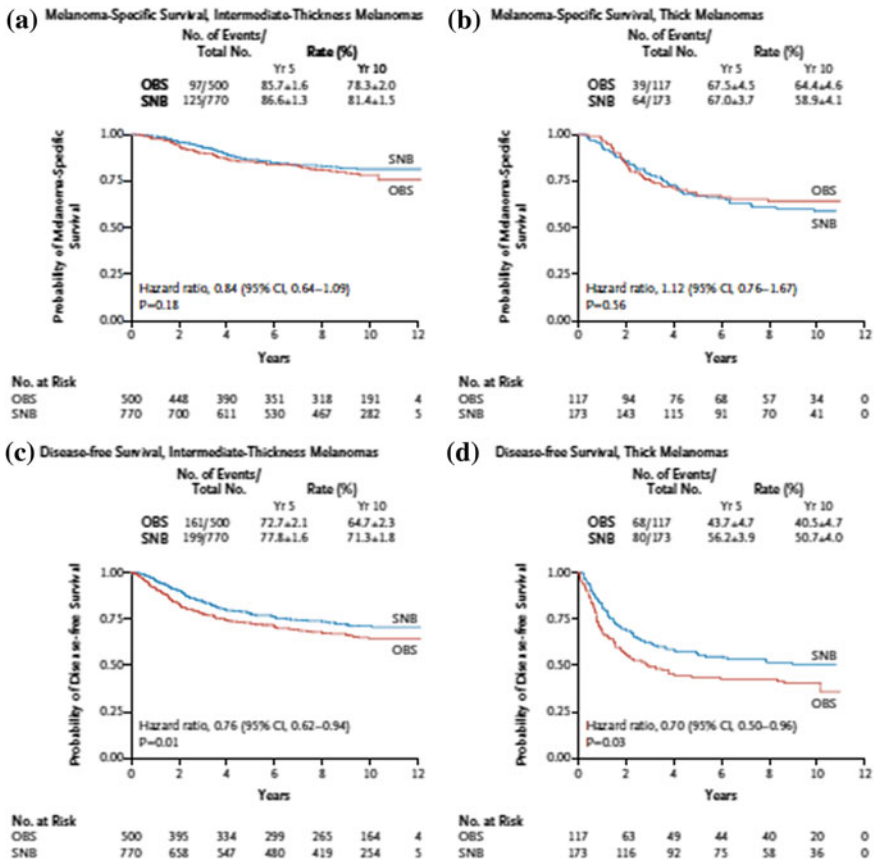 (a) Melanoma-Specific Survival, Intermediate-Thickness Melanomas
No. of Events/
Total No. Rate (%)
Yr 5 Yr 10
OBS 97/500 85.7±1.6 78.3±2.0
SNB 125/770 86.6±1.3 81.4±1.5
Probability of Melanoma-Specific
Survival
1.00
0.75
0.50
0.25
0.00
SNB
OBS
Hazard ratio, 0.84 (95% CI, 0.64–1.09)
P=0.18
0 2 4 6 8 10 12
Years
No. at Risk
OBS 500 448 390 351 318 191 4
SNB 770 700 611 530 467 282 5
(b) Melanoma-Specific Survival, Thick Melanomas
No. of Events/
Total No. Rate (%)
Yr 5 Yr 10
OBS 39/117 67.5±4.5 64.4±4.6
SNB 64/173 67.0±3.7 58.9±4.1
Probability of Melanoma-Specific
Survival
1.00
0.75
0.50
0.25
0.00
OBS
SNB
Hazard ratio, 1.12 (95% CI, 0.76–1.67)
P=0.56
0 2 4 6 8 10 12
Years
No. at Risk
OBS 117 94 76 68 57 34 0
SNB 173 143 115 91 70 41 0
(c) Disease-free Survival, Intermediate-Thickness Melanomas
No. of Events/
Total No. Rate (%)
Yr 5 Yr 10
OBS 161/500 72.7±2.1 64.7±2.3
SNB 199/770 77.8±1.6 71.3±1.8
Probability of Disease-free Survival
1.00
0.75
0.50
0.25
0.00
SNB
OBS
Hazard ratio, 0.76 (95% CI, 0.62–0.94)
P=0.01
0 2 4 6 8 10 12
Years
No. at Risk
OBS 500 395 334 299 265 164 4
SNB 770 658 547 480 419 254 5
(d) Disease-free Survival, Thick Melanomas
No. of Events/
Total No. Rate (%)
Yr 5 Yr 10
OBS 68/117 43.7±4.7 40.5±4.7
SNB 80/173 56.2±3.9 50.7±4.0
Probability of Disease-free Survival
1.00
0.75
0.50
0.25
0.00
SNB
OBS
Hazard ratio, 0.70 (95% CI, 0.50–0.96)
P=0.03
0 2 4 6 8 10 12
Years
No. at Risk
OBS 117 63 49 44 40 20 0
SNB 173 116 92 75 58 36 0